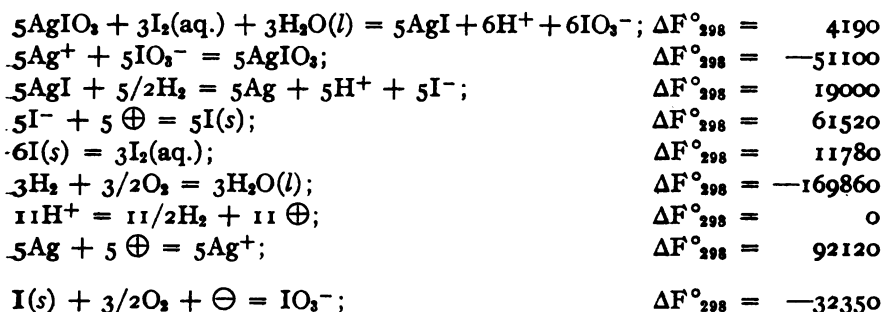 5AgIO₃ + 3I₂(aq.) + 3H₂O(l) = 5AgI + 6H⁺ + 6IO₃⁻; ΔF°₂₉₈ = 4190
5Ag⁺ + 5IO₃⁻ = 5AgIO₃; ΔF°₂₉₈ = —51100
5AgI + 5/2H₂ = 5Ag + 5H⁺ + 5I⁻; ΔF°₂₉₈ = 19000
5I⁻ + 5 ⊕ = 5I(s); ΔF°₂₉₈ = 61520
6I(s) = 3I₂(aq.); ΔF°₂₉₈ = 11780
3H₂ + 3/2O₂ = 3H₂O(l); ΔF°₂₉₈ = —169860
11H⁺ = 11/2H₂ + 11 ⊕; ΔF°₂₉₈ = 0
5Ag + 5 ⊕ = 5Ag⁺; ΔF°₂₉₈ = 92120
I(s) + 3/2O₂ + ⊖ = IO₃⁻; ΔF°₂₉₈ = —32350